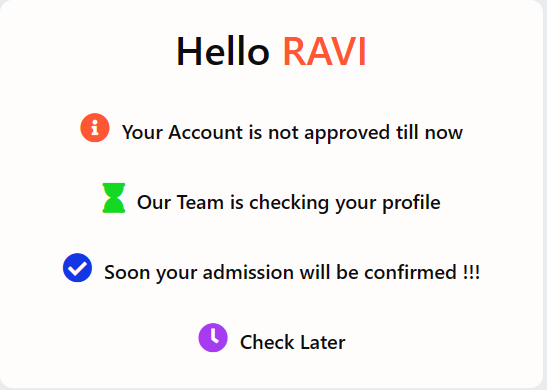 Hello RAVI
Your Account is not approved till now
Our Team is checking your profile
Soon your admission will be confirmed !!!
Check Later